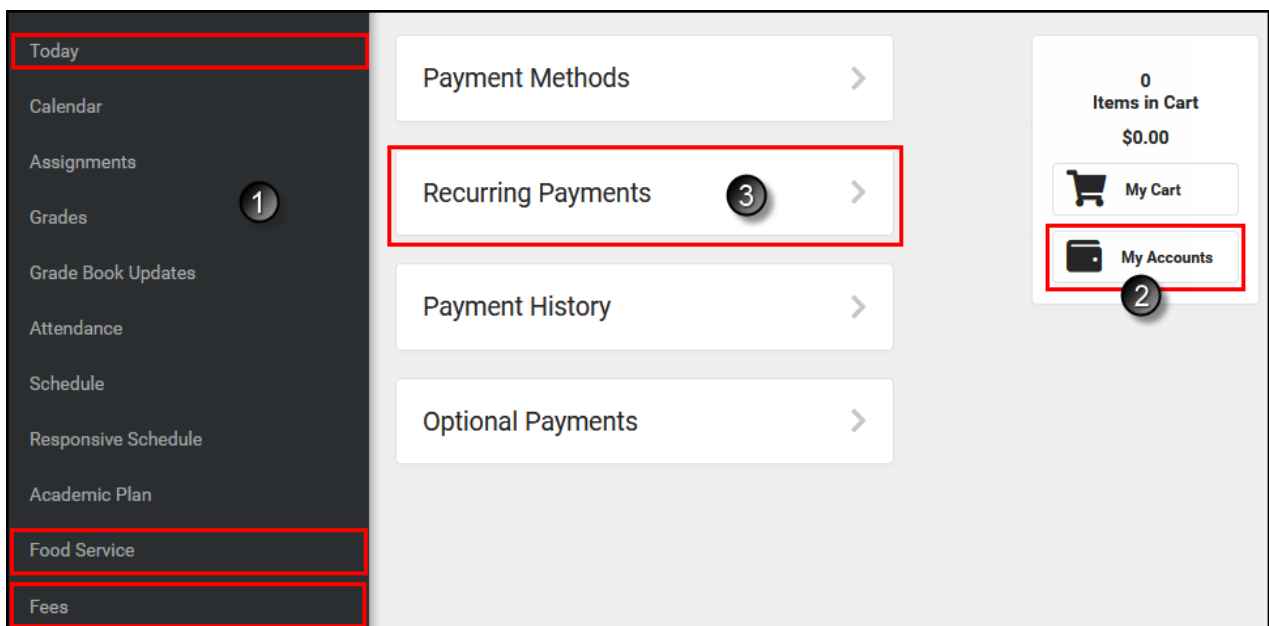 Today
Calendar
Assignments
Grades
1
Grade Book Updates
Attendance
Schedule
Responsive Schedule
Academic Plan
Food Service
Fees
Payment Methods
Recurring Payments
3
Payment History
Optional Payments
0
Items in Cart
$0.00
My Cart
My Accounts
2